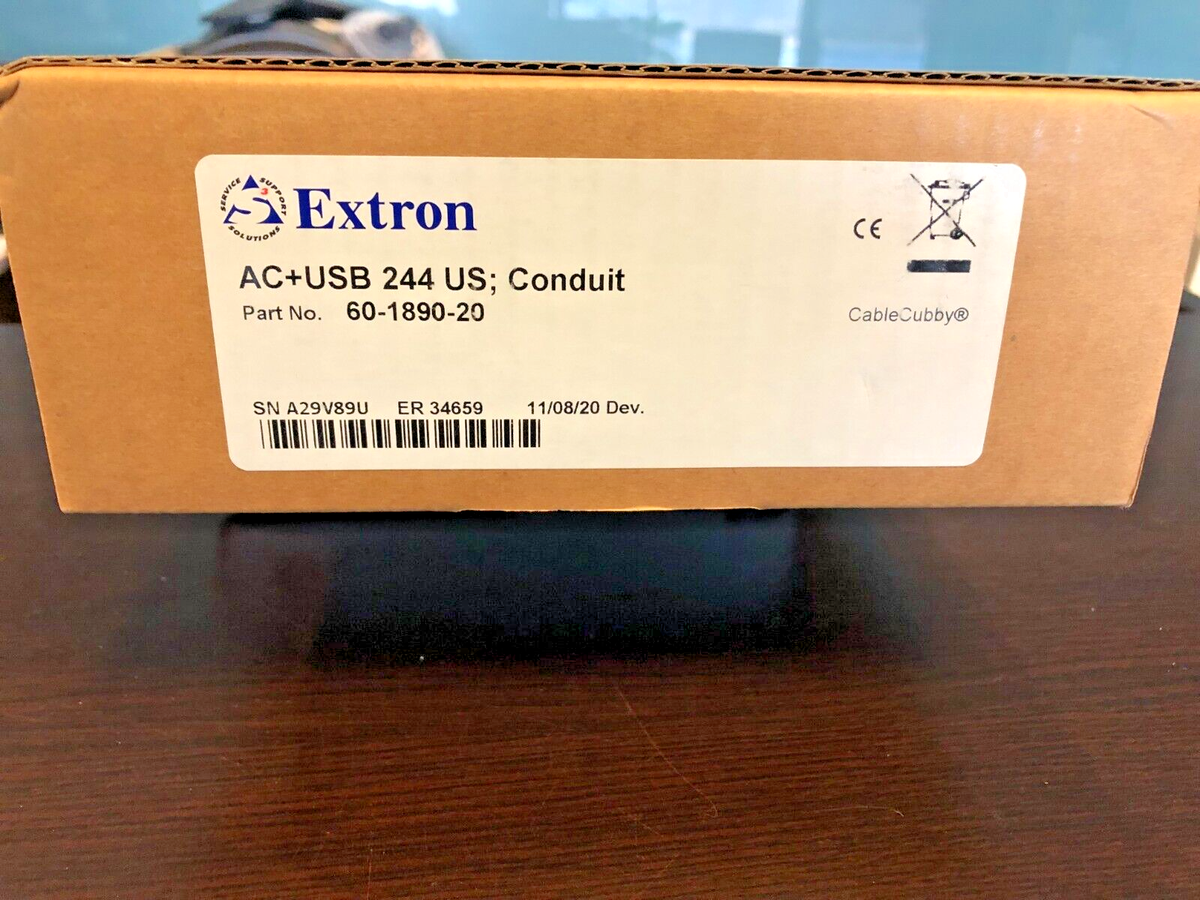 SERVICE SUPPORT SOLUTIONS
3
Extron
CE
AC+USB 244 US; Conduit
Part No. 60-1890-20
CableCubby®
SN A29V89U ER 34659 11/08/20 Dev.